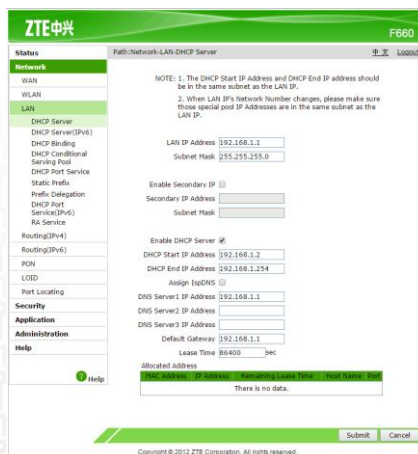 ZTE中兴
F660
Status
Path:Network-LAN-DHCP Server
中 文 Logout
Network
WAN
WLAN
LAN
DHCP Server
DHCP Server(IPv6)
DHCP Binding
DHCP Conditional
Serving Pool
DHCP Port Service
Static Prefix
Prefix Delegation
DHCP Port
Service(IPv6)
RA Service
Routing(IPv4)
Routing(IPv6)
PON
LOID
Port Locating
Security
Application
Administration
Help
Help
NOTE: 1. The DHCP Start IP Address and DHCP End IP address should
be in the same subnet as the LAN IP.
2. When LAN IP's Network Number changes, please make sure
those special pool IP Addresses are in the same subnet as the
LAN IP.
LAN IP Address 192.168.1.1
Subnet Mask 255.255.255.0
Enable Secondary IP
Secondary IP Address
Subnet Mask
Enable DHCP Server
DHCP Start IP Address 192.168.1.2
DHCP End IP Address 192.168.1.254
Assign IspDNS
DNS Server1 IP Address 192.168.1.1
DNS Server2 IP Address
DNS Server3 IP Address
Default Gateway 192.168.1.1
Lease Time 86400 sec
Allocated Address
MAC Address IP Address Remaining Lease Time Host Name Port
There is no data.
Submit Cancel
Copyright © 2012 ZTE Corporation. All rights reserved.